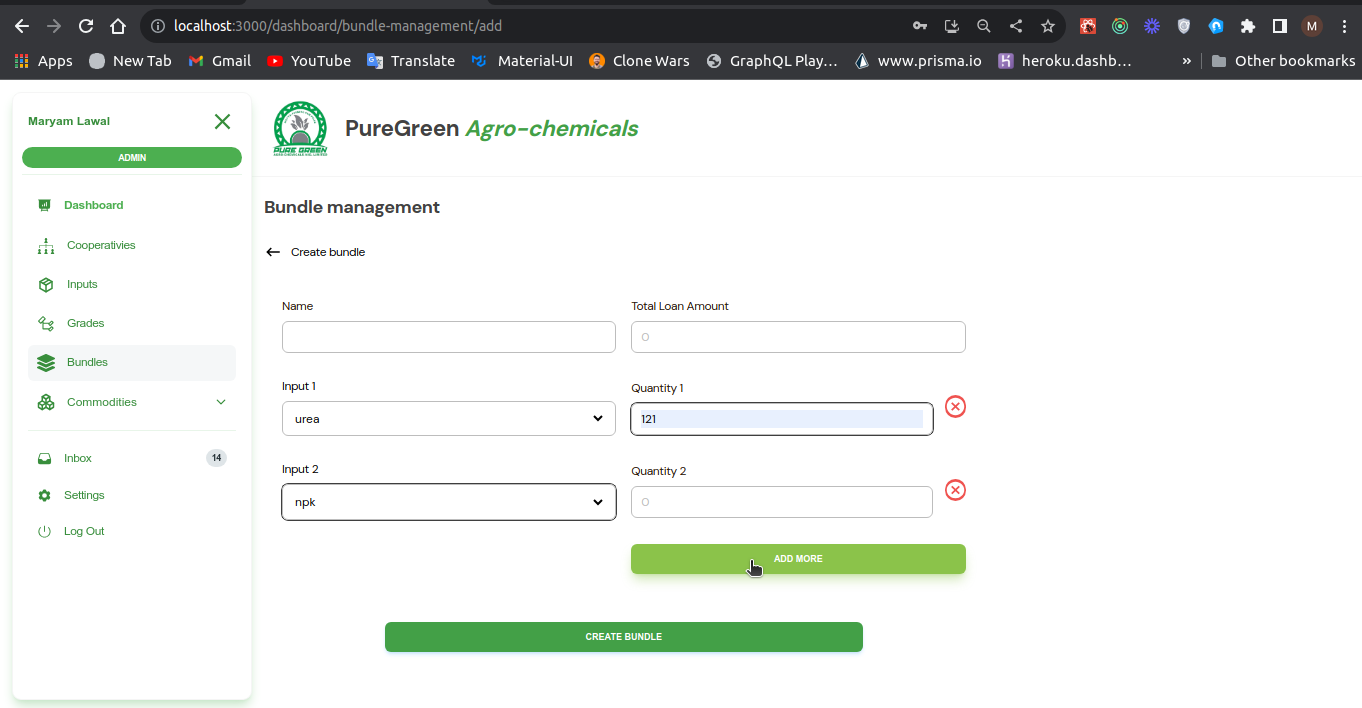 localhost:3000/dashboard/bundle-management/add
M
Apps New Tab Gmail YouTube Translate Material-UI Clone Wars GraphQL Play... www.prisma.io heroku.dashb... » Other bookmarks
Maryam Lawal
ADMIN
Dashboard
Cooperativies
Inputs
Grades
Bundles
Commodities
Inbox 14
Settings
Log Out
PURE GREEN
PureGreen Agro-chemicals
Bundle management
Create bundle
Name Total Loan Amount
0
Input 1 Quantity 1
urea 121
Input 2 Quantity 2
npk 0
ADD MORE
CREATE BUNDLE